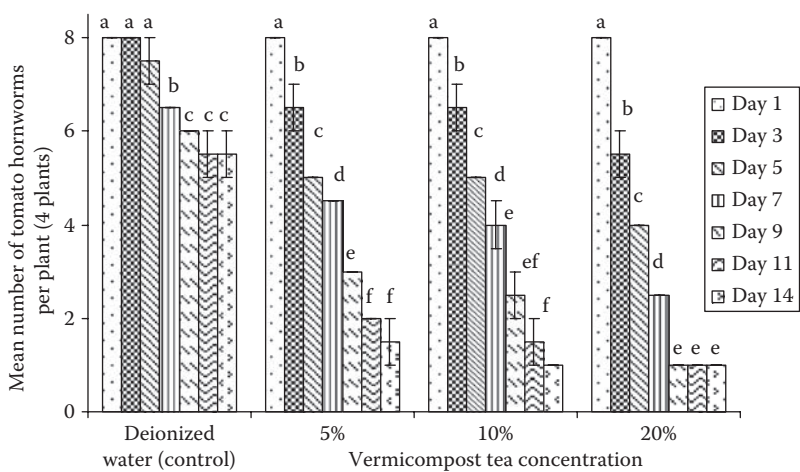 Mean number of tomato hornworms
per plant (4 plants)
8
6
4
2
0
a a a b c c c
a b c d e f f
a b c d e ef f
a b c d e e e
Day 1
Day 3
Day 5
Day 7
Day 9
Day 11
Day 14
Deionized
water (control)
5%
10%
20%
Vermicompost tea concentration